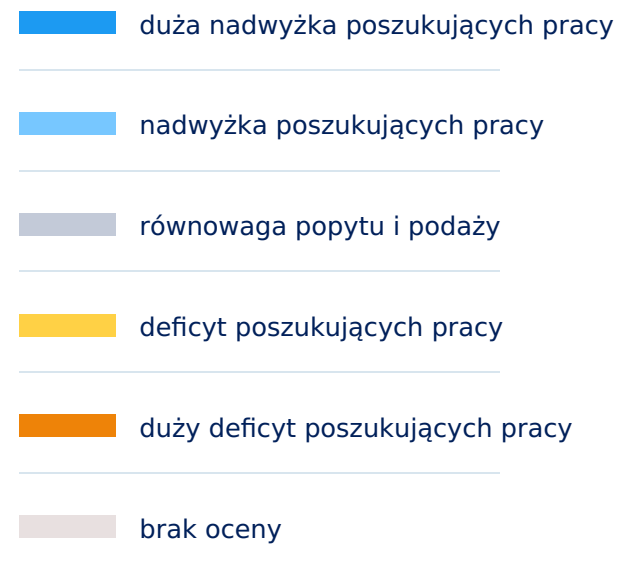 duża nadwyżka poszukujących pracy
nadwyżka poszukujących pracy
równowaga popytu i podaży
deficyt poszukujących pracy
duży deficyt poszukujących pracy
brak oceny